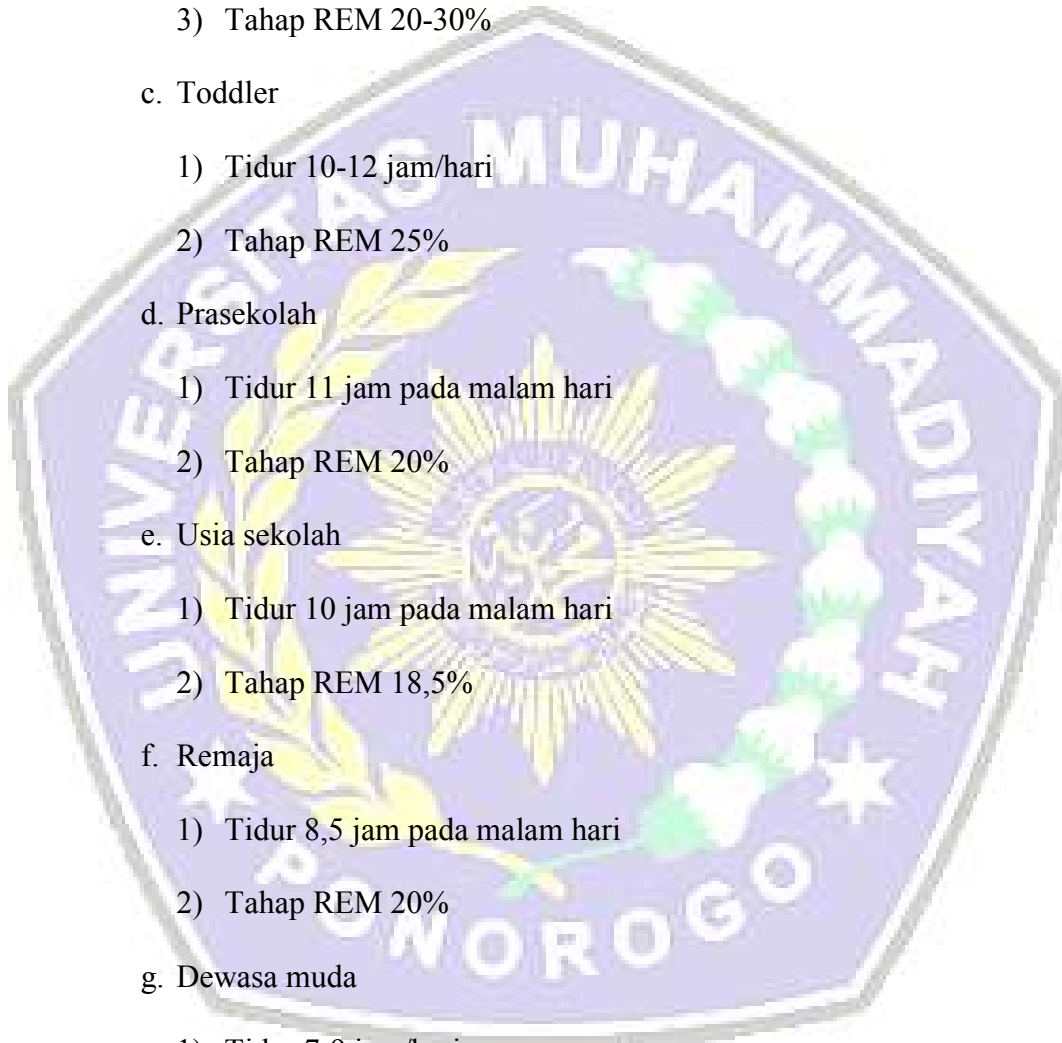 3) Tahap REM 20-30%
c. Toddler
1) Tidur 10-12 jam/hari
2) Tahap REM 25%
d. Prasekolah
1) Tidur 11 jam pada malam hari
2) Tahap REM 20%
e. Usia sekolah
1) Tidur 10 jam pada malam hari
2) Tahap REM 18,5%
f. Remaja
1) Tidur 8,5 jam pada malam hari
2) Tahap REM 20%
g. Dewasa muda
UNIVERSITAS MUHAMMADIYAH
PONOROGO